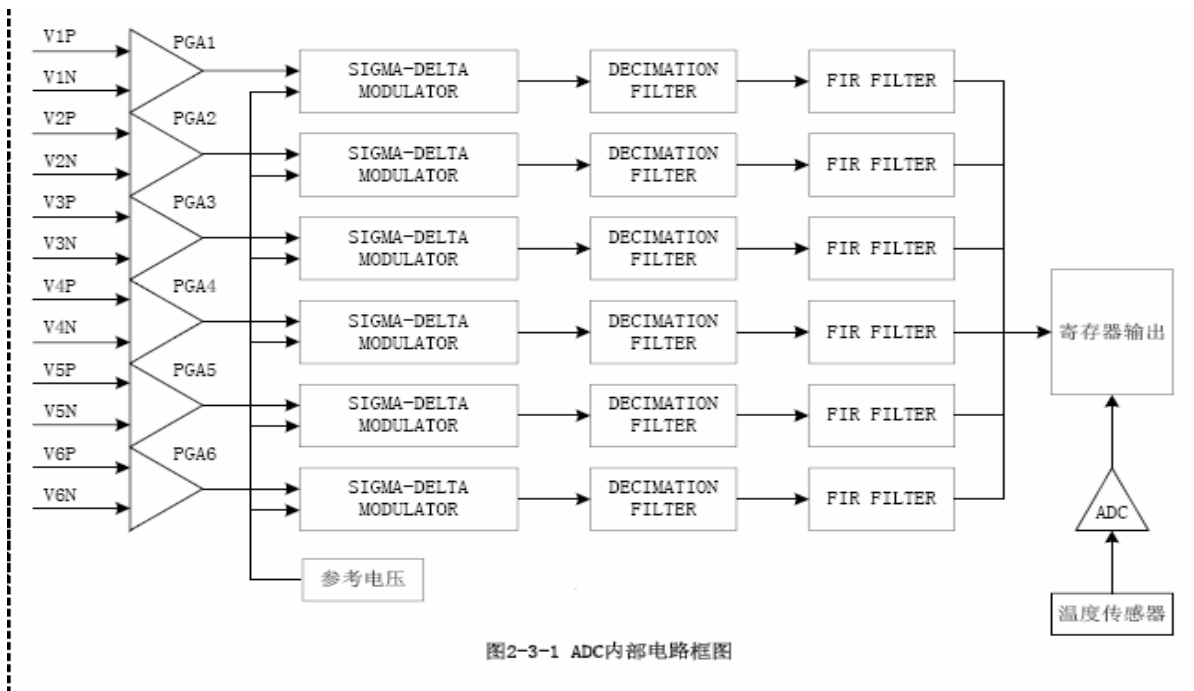 V1P
PGA1
V1N
SIGMA-DELTA
MODULATOR
DECIMATION
FILTER
FIR FILTER
V2P
PGA2
V2N
SIGMA-DELTA
MODULATOR
DECIMATION
FILTER
FIR FILTER
V3P
PGA3
V3N
SIGMA-DELTA
MODULATOR
DECIMATION
FILTER
FIR FILTER
V4P
PGA4
V4N
SIGMA-DELTA
MODULATOR
DECIMATION
FILTER
FIR FILTER
寄存器输出
V5P
PGA5
V5N
SIGMA-DELTA
MODULATOR
DECIMATION
FILTER
FIR FILTER
V6P
PGA6
V6N
SIGMA-DELTA
MODULATOR
DECIMATION
FILTER
FIR FILTER
ADC
参考电压
温度传感器
图2-3-1 ADC内部电路框图